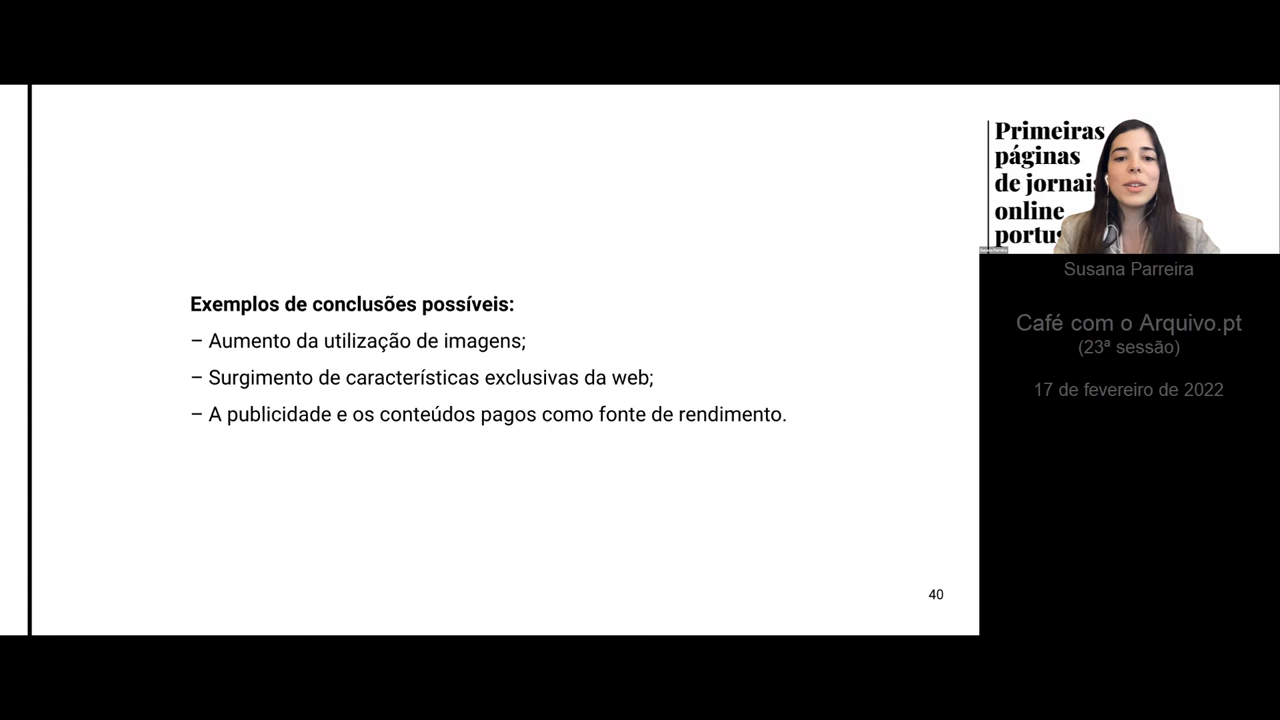 Exemplos de conclusões possíveis:
– Aumento da utilização de imagens;
– Surgimento de características exclusivas da web;
– A publicidade e os conteúdos pagos como fonte de rendimento.
40
Primeiras
páginas
de jornais
online
portu
Susana Parreira
Café com o Arquivo.pt
(23ª sessão)
17 de fevereiro de 2022